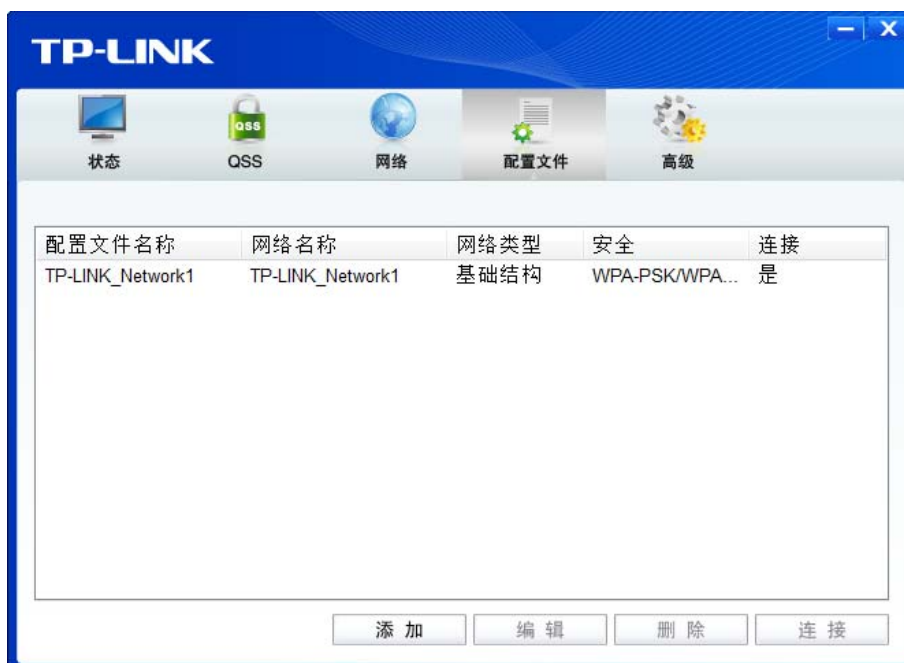 TP-LINK
QSS
状态 QSS 网络 配置文件 高级
配置文件名称 网络名称 网络类型 安全 连接
TP-LINK_Network1 TP-LINK_Network1 基础结构 WPA-PSK/WPA... 是
添加 编辑 删除 连接